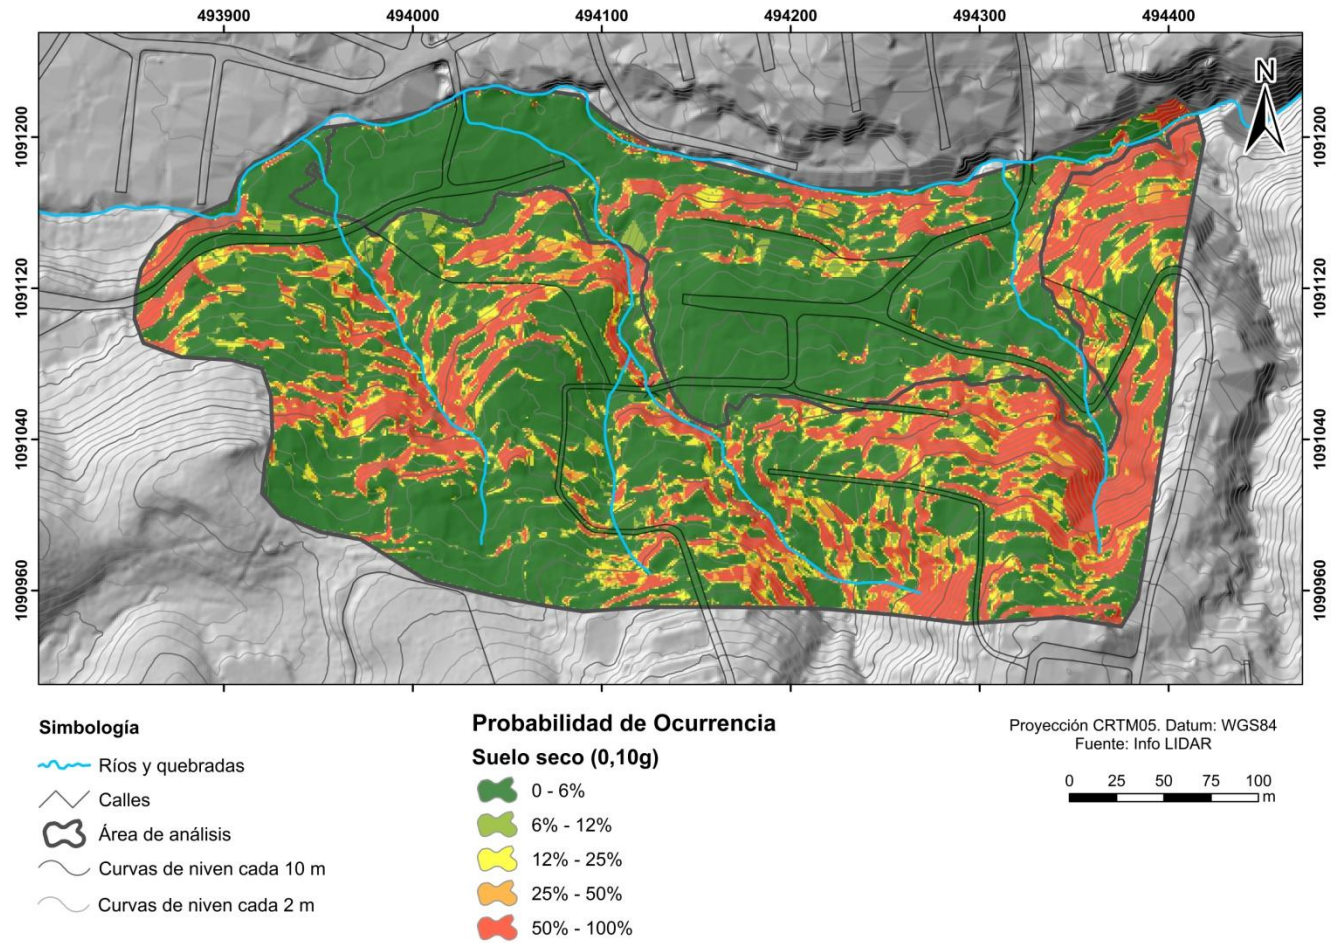 493900 494000 494100 494200 494300 494400
N
1091200 1091200
1091120 1091120
1091040 1091040
1090960 1090960
Simbología
Ríos y quebradas
Calles
Área de análisis
Curvas de niven cada 10 m
Curvas de niven cada 2 m
Probabilidad de Ocurrencia
Suelo seco (0,10g)
0 - 6%
6% - 12%
12% - 25%
25% - 50%
50% - 100%
Proyección CRTM05. Datum: WGS84
Fuente: Info LIDAR
0 25 50 75 100
m